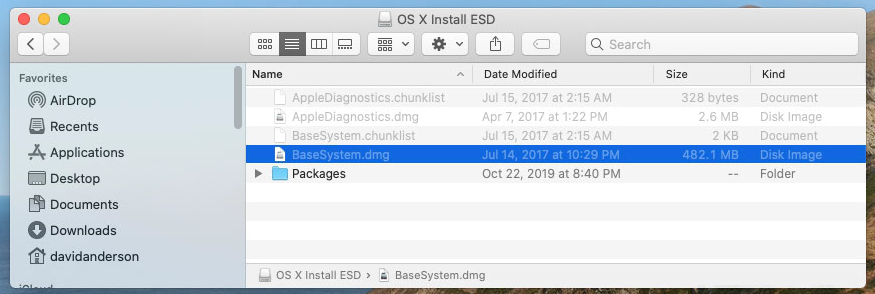 OS X Install ESD
Search
Favorites
AirDrop
Recents
Applications
Desktop
Documents
Downloads
davidanderson
iCloud
Name Date Modified Size Kind
AppleDiagnostics.chunklist Jul 15, 2017 at 2:15 AM 328 bytes Document
AppleDiagnostics.dmg Apr 7, 2017 at 1:22 PM 2.6 MB Disk Image
BaseSystem.chunklist Jul 15, 2017 at 2:15 AM 2 KB Document
BaseSystem.dmg Jul 14, 2017 at 10:29 PM 482.1 MB Disk Image
Packages Oct 22, 2019 at 8:40 PM -- Folder
OS X Install ESD › BaseSystem.dmg